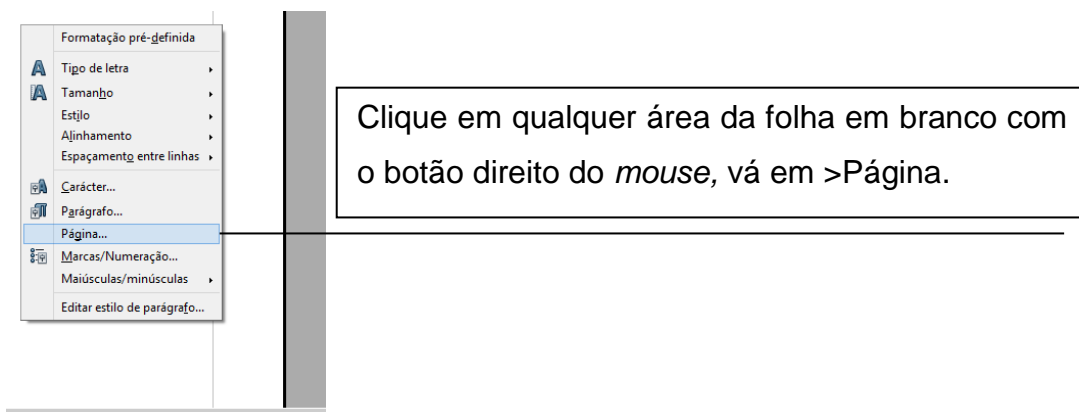 Formatação pré-definida
Tipo de letra
Tamanho
Estilo
Alinhamento
Espaçamento entre linhas
Carácter...
Parágrafo...
Página...
Marcas/Numeração...
Maiúsculas/minúsculas
Editar estilo de parágrafo...
Clique em qualquer área da folha em branco com
o botão direito do mouse, vá em >Página.